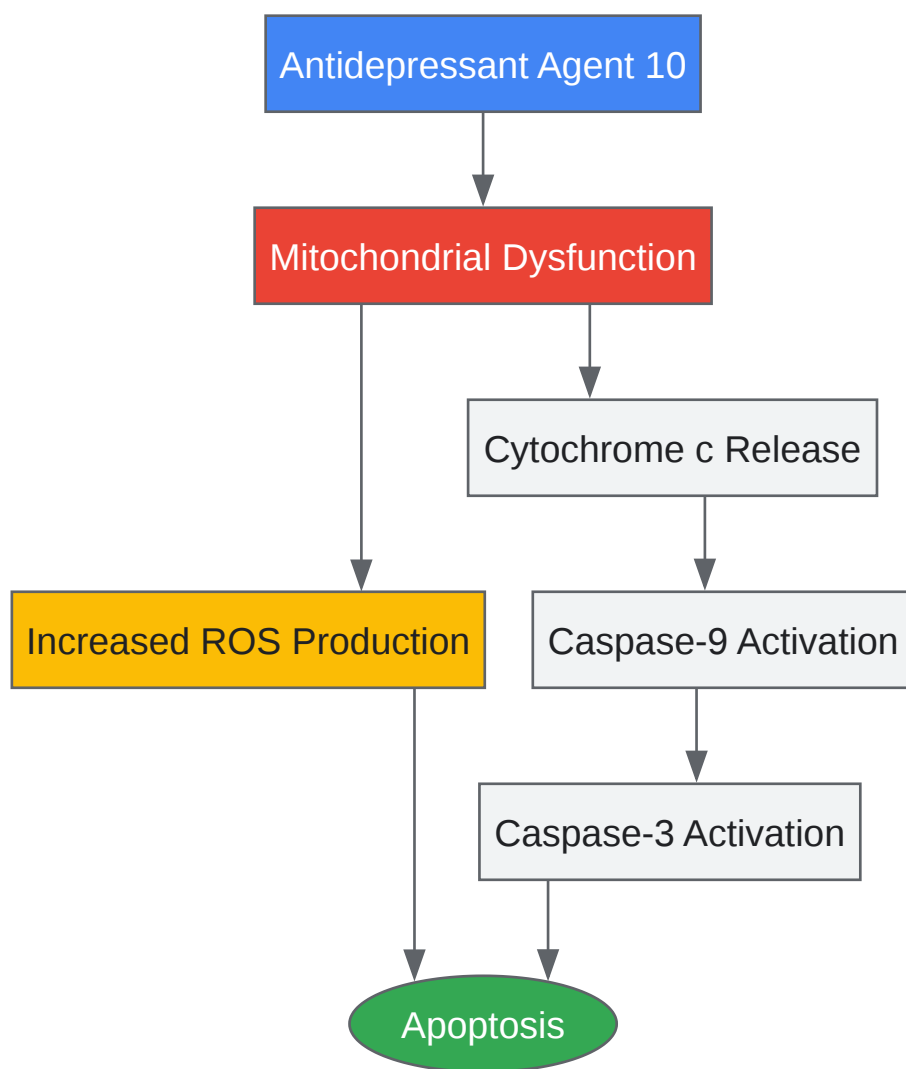 Antidepressant Agent 10
Mitochondrial Dysfunction
Cytochrome c Release
Increased ROS Production
Caspase-9 Activation
Caspase-3 Activation
Apoptosis